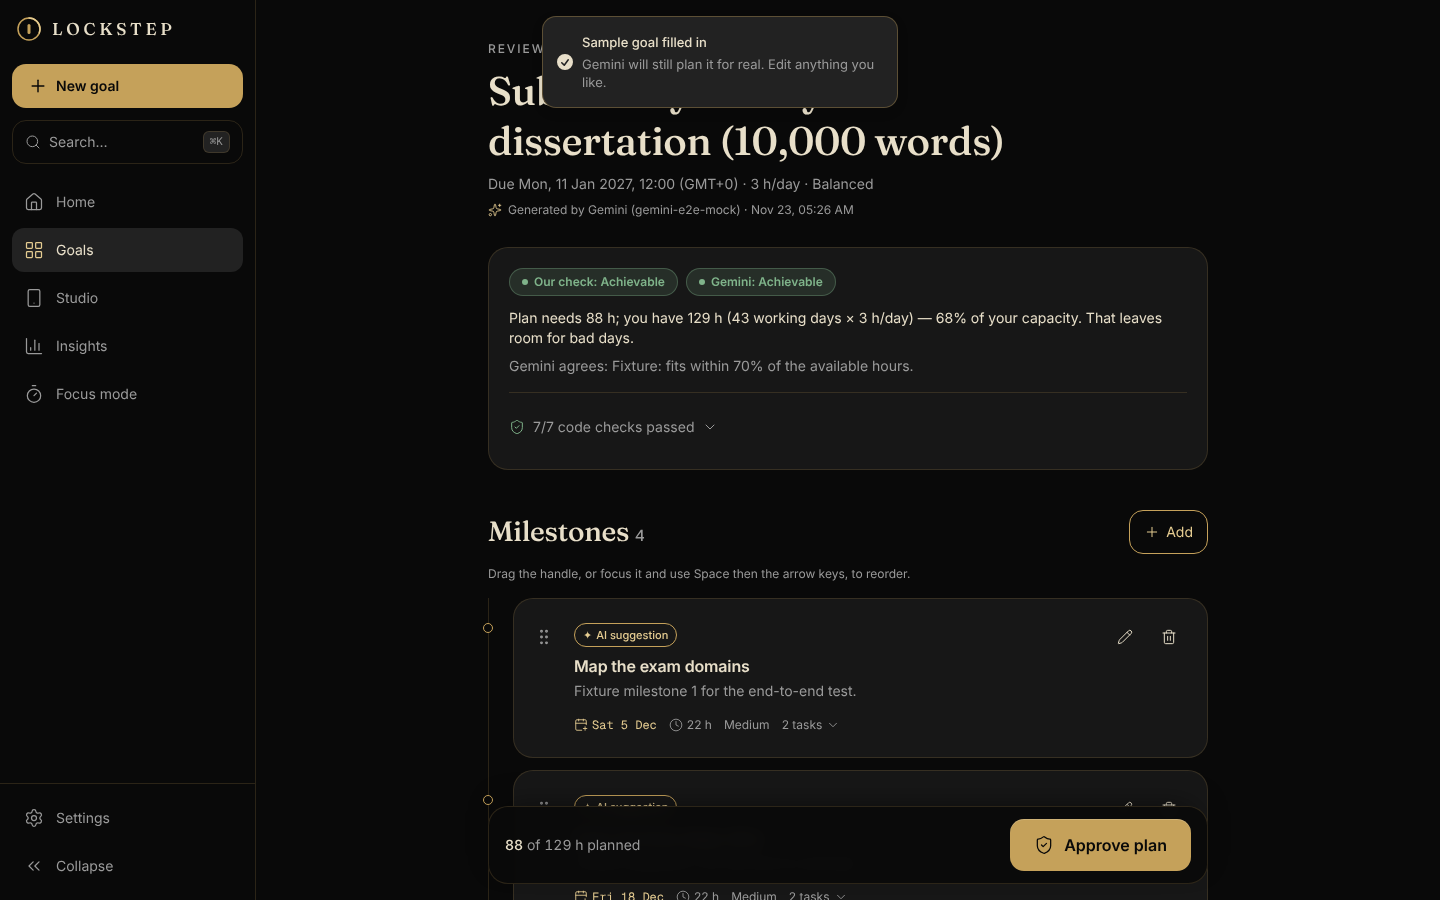 LOCKSTEP
New goal
Search...
⌘K
Home
Goals
Studio
Insights
Focus mode
Settings
Collapse
Sample goal filled in
Gemini will still plan it for real. Edit anything you
like.
REVIEW
dissertation (10,000 words)
Due Mon, 11 Jan 2027, 12:00 (GMT+0) · 3 h/day · Balanced
Generated by Gemini (gemini-e2e-mock) · Nov 23, 05:26 AM
Our check: Achievable
Gemini: Achievable
Plan needs 88 h; you have 129 h (43 working days × 3 h/day) — 68% of your capacity. That leaves
room for bad days.
Gemini agrees: Fixture: fits within 70% of the available hours.
7/7 code checks passed
Milestones 4
Add
Drag the handle, or focus it and use Space then the arrow keys, to reorder.
AI suggestion
Map the exam domains
Fixture milestone 1 for the end-to-end test.
Sat 5 Dec 22 h Medium 2 tasks
AI suggestion
88 of 129 h planned
Approve plan
Fri 18 Dec 22 h Medium 2 tasks